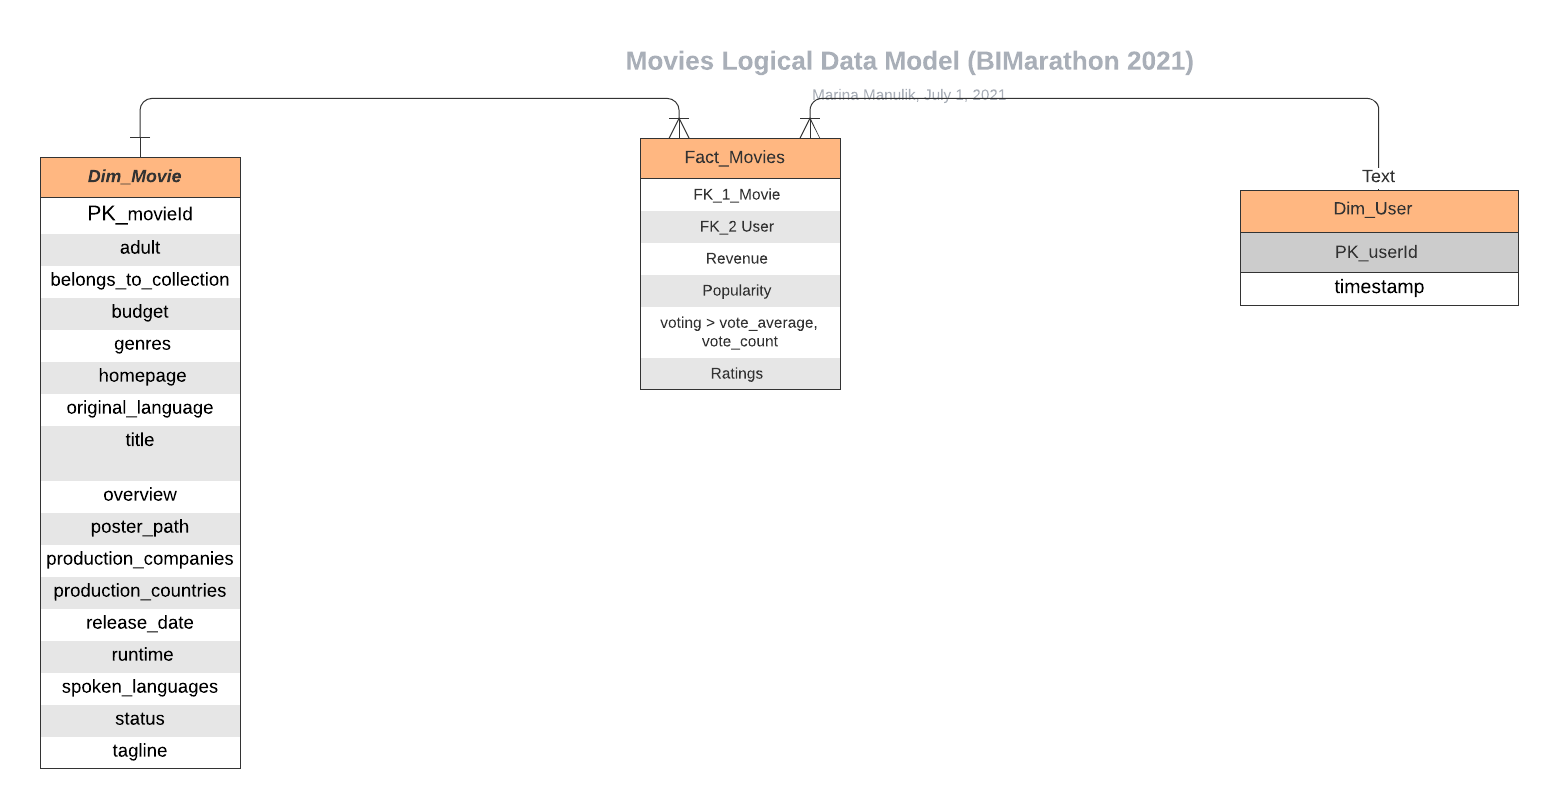 Movies Logical Data Model (BIMarathon 2021)
Marina Manulik, July 1, 2021
Dim_Movie
PK_movieId
adult
belongs_to_collection
budget
genres
homepage
original_language
title
overview
poster_path
production_companies
production_countries
release_date
runtime
spoken_languages
status
tagline
Fact_Movies
FK_1_Movie
FK_2 User
Revenue
Popularity
voting > vote_average,
vote_count
Ratings
Text
Dim_User
PK_userId
timestamp